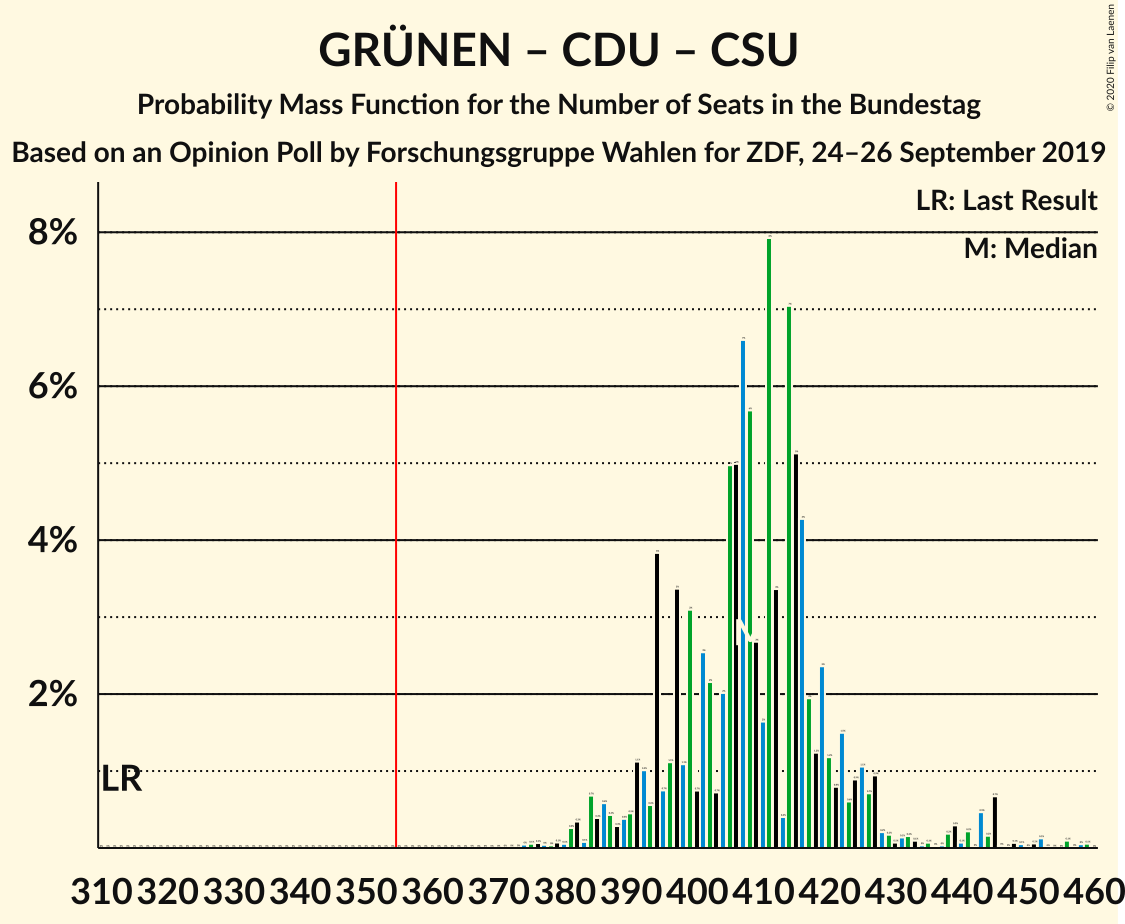 GRÜNEN – CDU – CSU
Probability Mass Function for the Number of Seats in the Bundestag
Based on an Opinion Poll by Forschungsgruppe Wahlen for ZDF, 24–26 September 2019
© 2020 Filip van Laenen
LR: Last Result
M: Median
8%
6%
4%
2%
LR
310 320 330 340 350 360 370 380 390 400 410 420 430 440 450 460